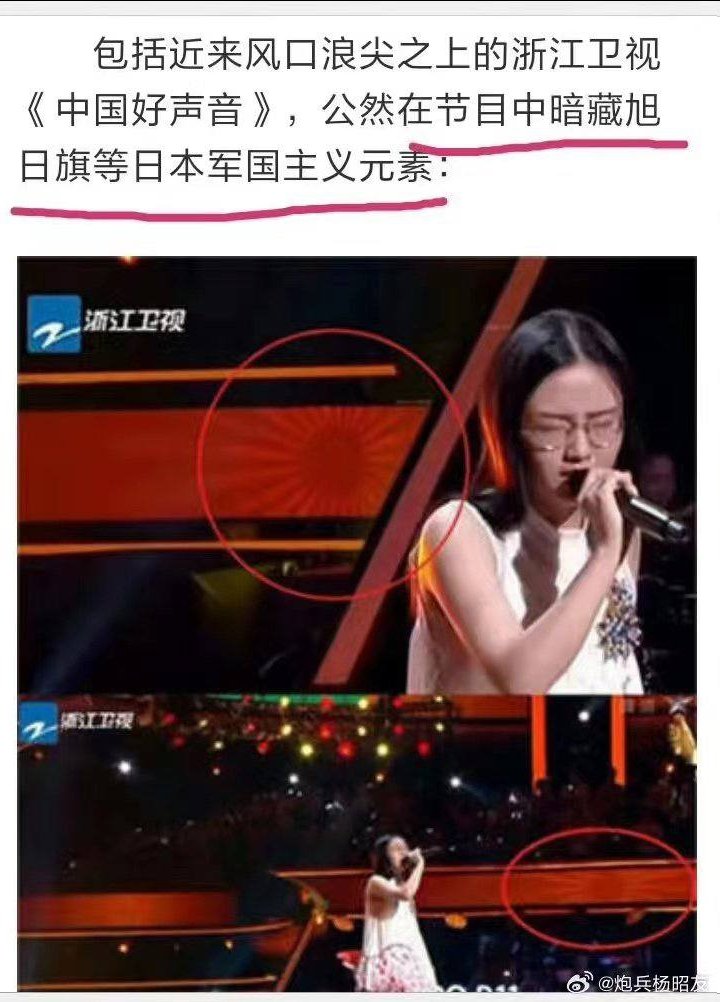 包括近来风口浪尖之上的浙江卫视
《中国好声音》，公然在节目中暗藏旭
日旗等日本军国主义元素：
浙江卫视
浙江卫视
@炮兵杨昭友